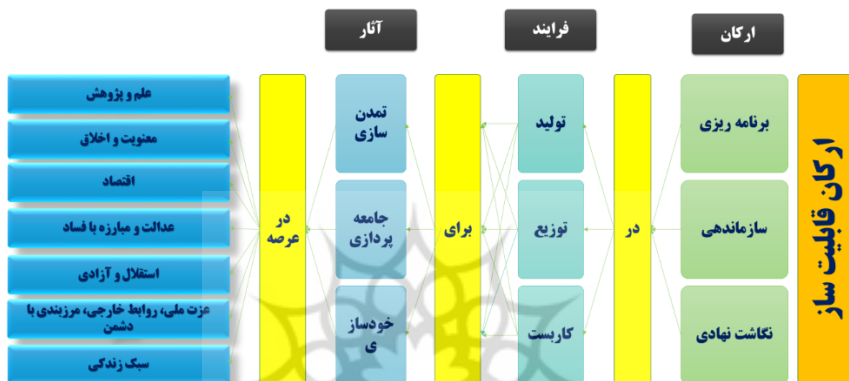 ارکان
فرایند
آثار
ارکان قابلیت ساز
برنامه ریزی
سازماندهی
نگاشت نهادی
در
تولید
توزیع
کاربست
برای
تمدن
سازی
جامعه
پردازی
خودساز
ی
در
عرصه
علم و پژوهش
معنویت و اخلاق
اقتصاد
عدالت و مبارزه با فساد
استقلال و آزادی
عزت ملی، روابط خارجی، مرزبندی با
دشمن
سبک زندگی